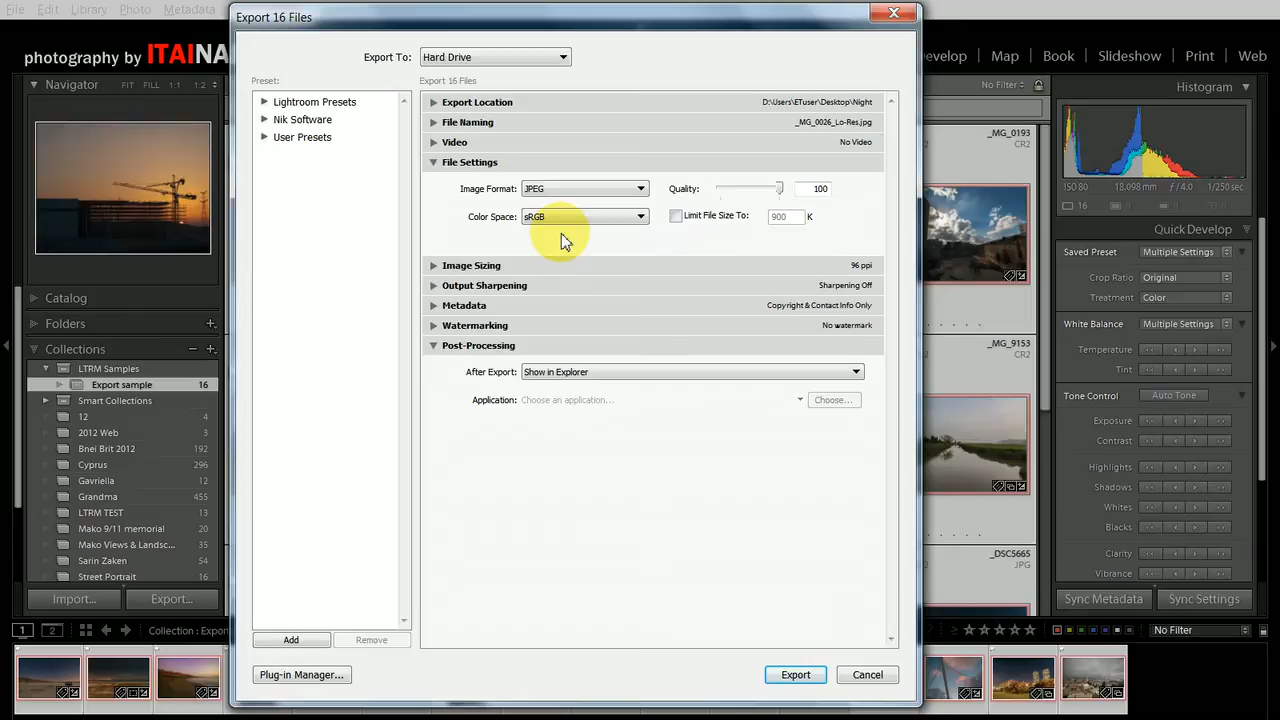 File Edit Library Photo Metadata
Export 16 Files
photography by ITAINA
Develop Map Book Slideshow Print Web
Export To: Hard Drive
Navigator FIT FILL 1:1 1:2
Preset:
Export 16 Files
No Filter
Histogram
Lightroom Presets
Nik Software
User Presets
Export Location D:\Users\ETuser\Desktop\Night
File Naming _MG_0026_Lo-Res.jpg
Video No Video
File Settings
Image Format: JPEG Quality: 100
Color Space: sRGB Limit File Size To: 900 K
Image Sizing 96 ppi
Output Sharpening Sharpening Off
Metadata Copyright & Contact Info Only
Watermarking No watermark
Post-Processing
After Export: Show in Explorer
Application: Choose an application... Choose...
_MG_0193
CR2
ISO 80 18.098 mm f / 4.0 1/250 sec
16
Quick Develop
Saved Preset Multiple Settings
Crop Ratio Original
Treatment Color
White Balance Multiple Settings
Temperature
Tint
Tone Control Auto Tone
Exposure
Contrast
Highlights
Shadows
Whites
Blacks
Clarity
Vibrance
_MG_9153
CR2
_DSC5665
JPG
Catalog
Folders
Collections
LTRM Samples
Export sample 16
Smart Collections
12 4
2012 Web 3
Bnei Brit 2012 192
Cyprus 296
Gavriella 12
Grandma 455
LTRM TEST 13
Mako 9/11 memorial 20
Mako Views & Landsc... 35
Sarin Zaken 54
Street Portrait 16
Import... Export...
Sync Metadata Sync Settings
1 2 Collection : Export
No Filter
Add Remove
Plug-in Manager... Export Cancel